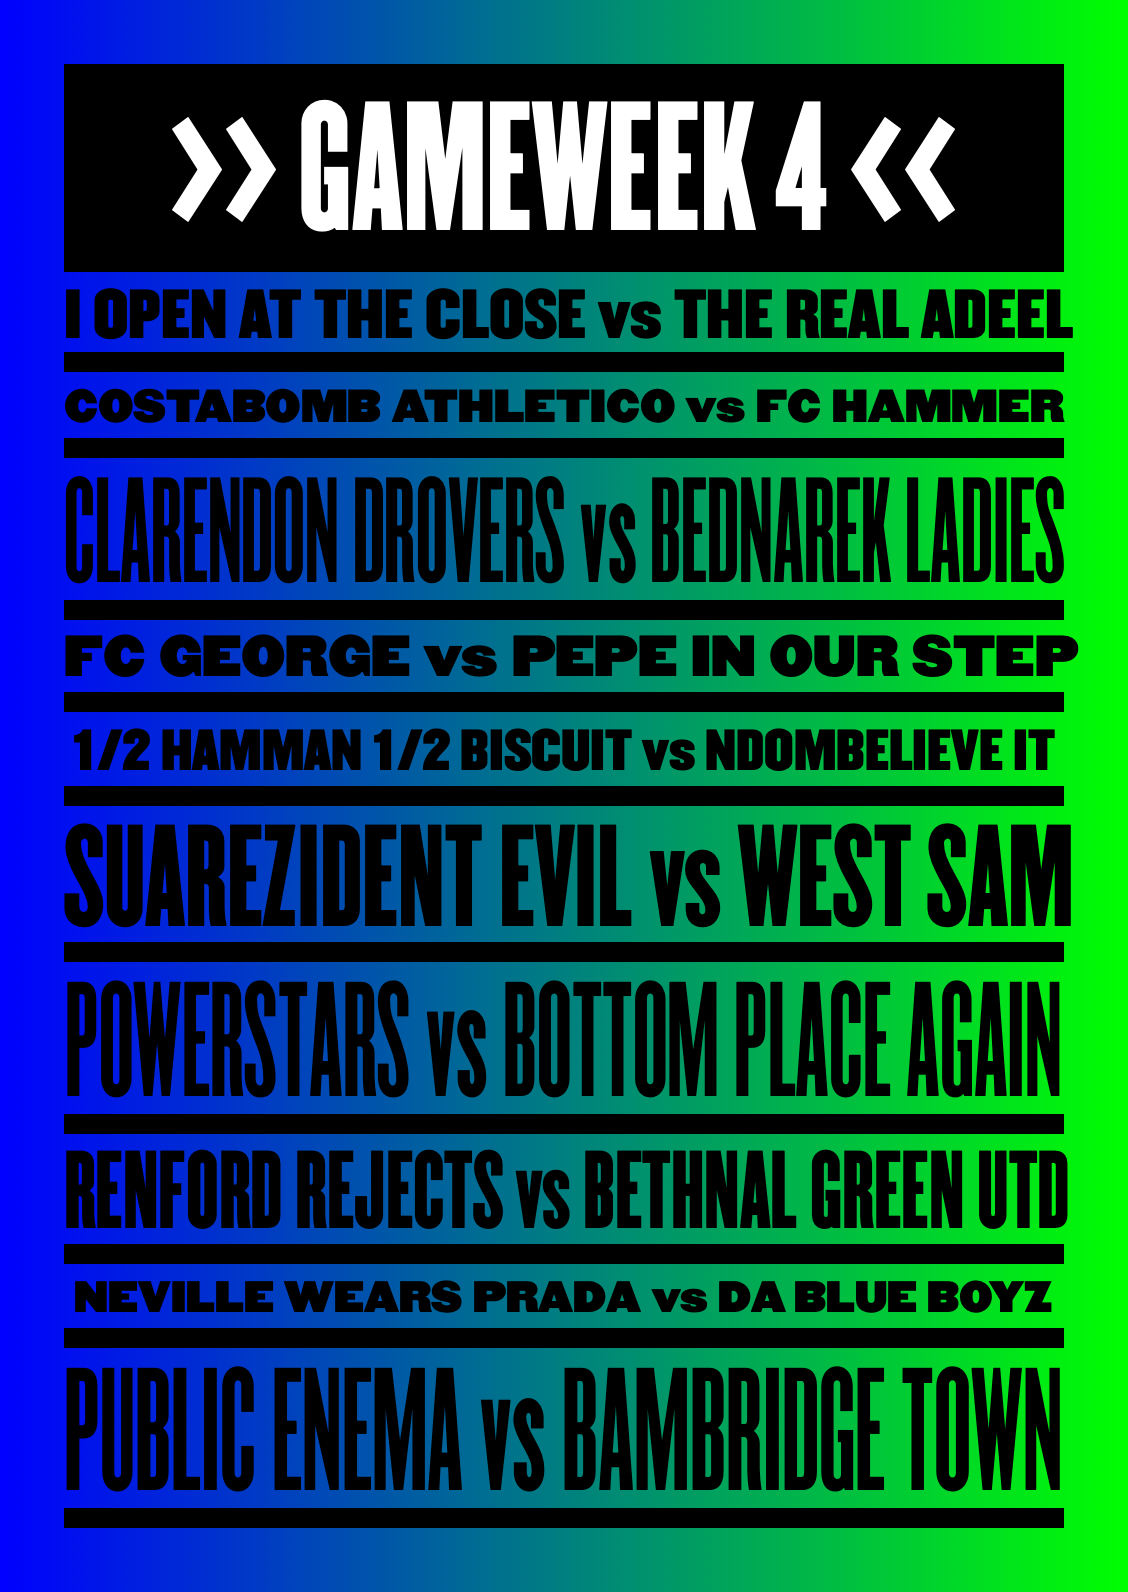 >> GAMEWEEK 4 <<
I OPEN AT THE CLOSE vs THE REAL ADEEL
COSTABOMB ATHLETICO vs FC HAMMER
CLARENDON DROVERS vs BEDNAREK LADIES
FC GEORGE vs PEPE IN OUR STEP
1/2 HAMMAN 1/2 BISCUIT vs NDOMBELIEVE IT
SUAREZIDENT EVIL vs WEST SAM
POWERSTARS vs BOTTOM PLACE AGAIN
RENFORD REJECTS vs BETHNAL GREEN UTD
NEVILLE WEARS PRADA vs DA BLUE BOYZ
PUBLIC ENEMA vs BAMBRIDGE TOWN